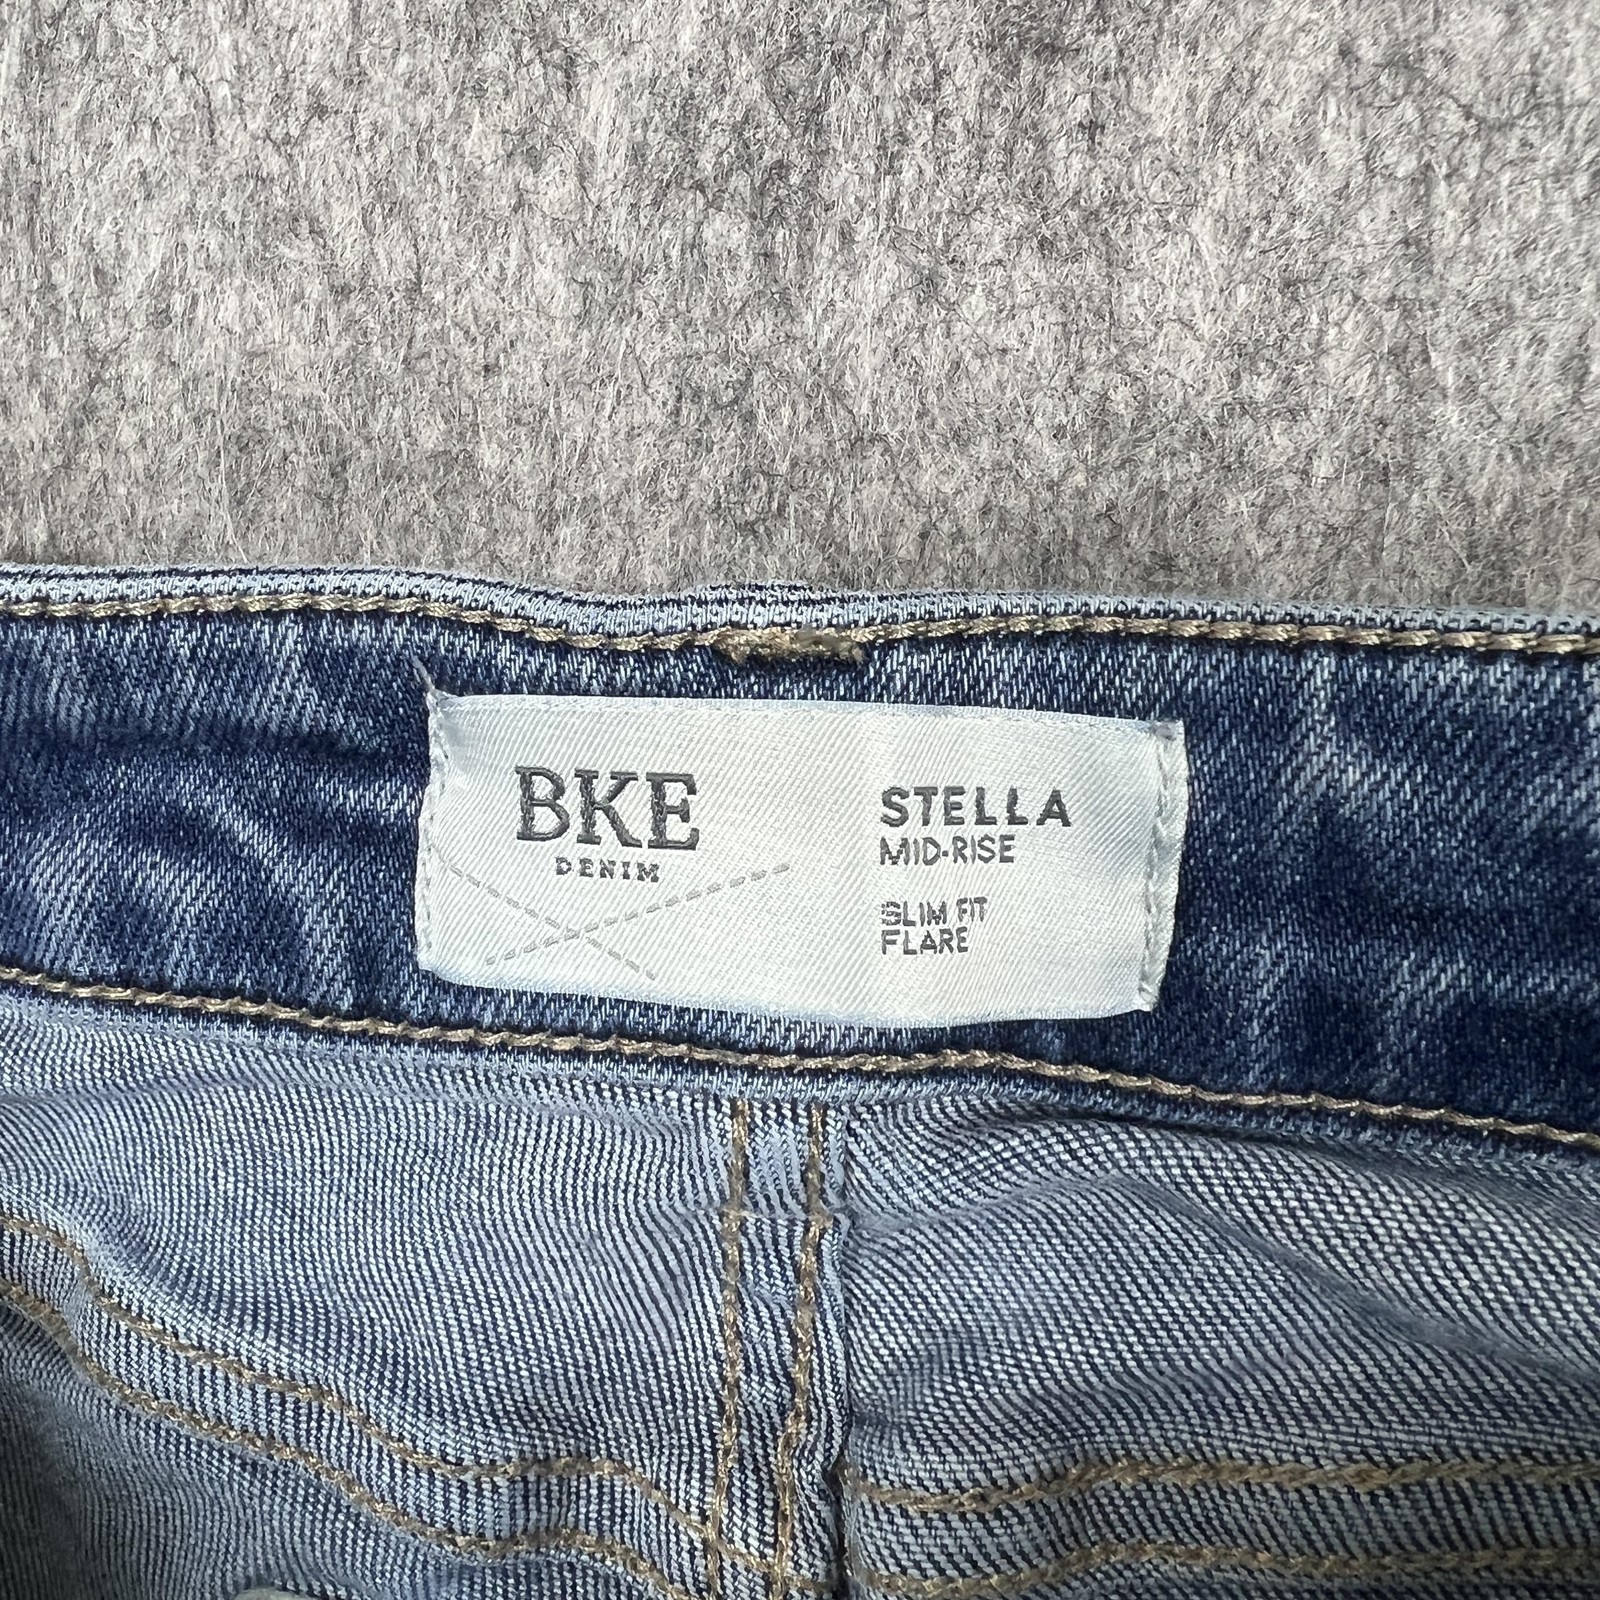 BKE
DENIM
STELLA
MID-RISE
SLIM FIT
FLARE